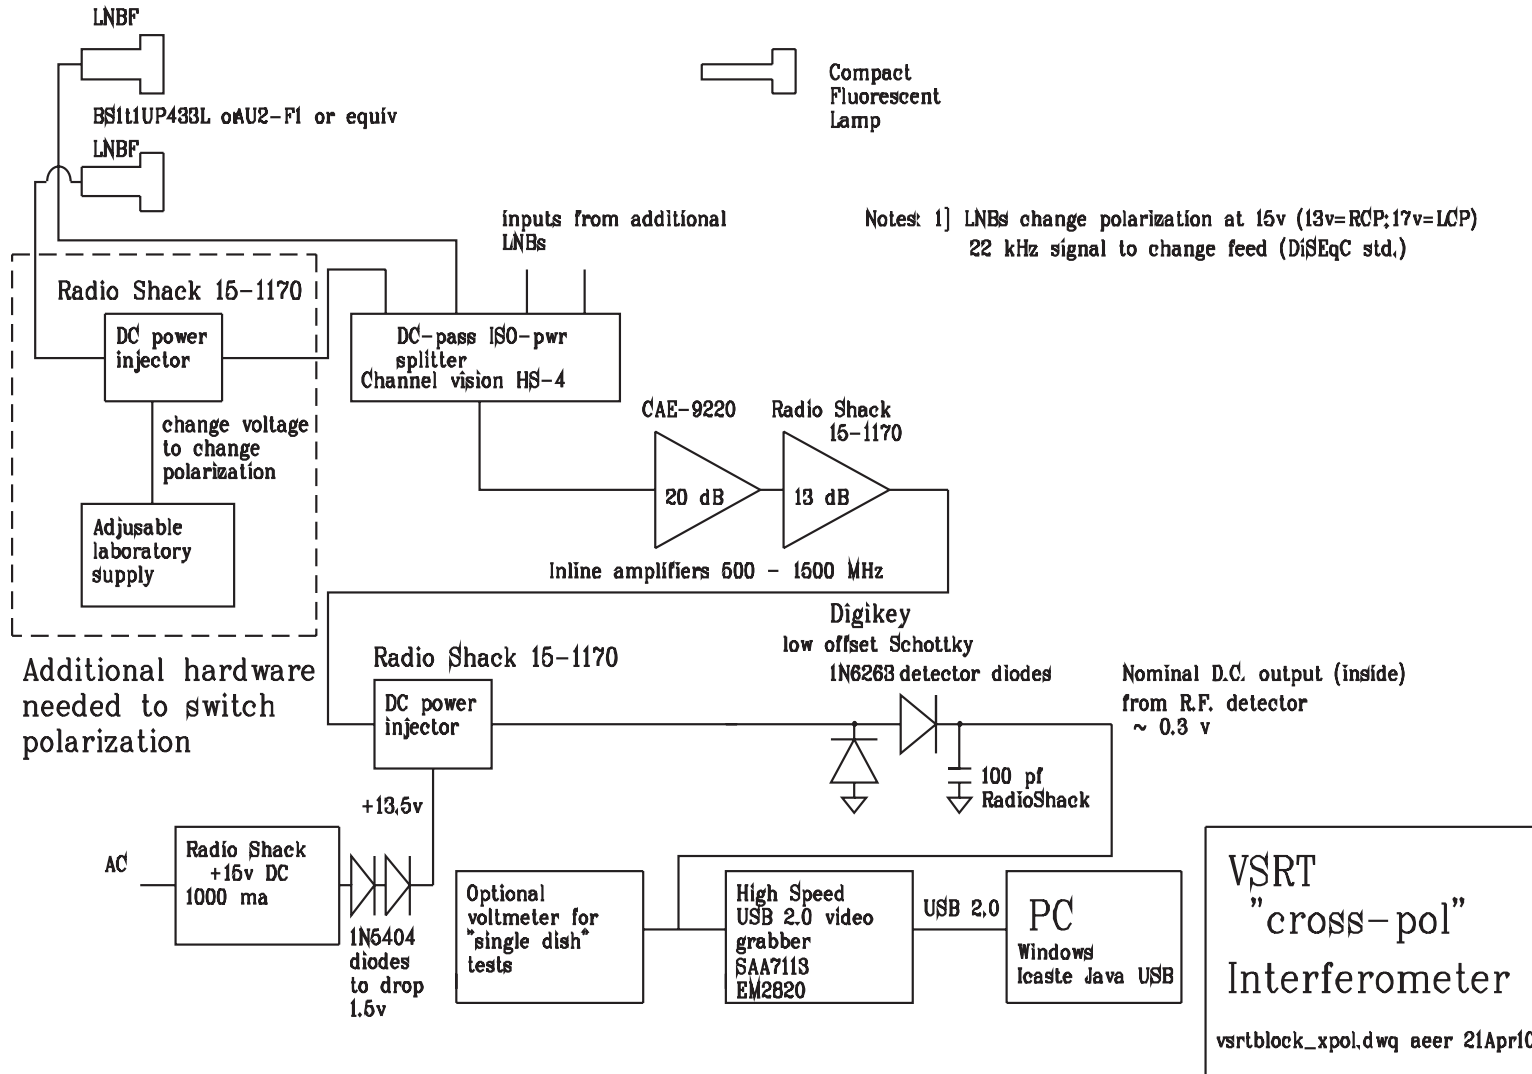 LNBF
BS1t1UP433L orAU2-F1 or equiv
LNBF
Compact
Fluorescent
Lamp
inputs from additional
LNBs
Notes: 1] LNBs change polarization at 15v (13v=RCP;17v=LCP)
22 kHz signal to change feed (DiSEqC std.)
Radio Shack 15-1170
DC power
injector
change voltage
to change
polarization
Adjusable
laboratory
supply
Additional hardware
needed to switch
polarization
DC-pass ISO-pwr
splitter
Channel vision HS-4
CAE-9220
20 dB
Radio Shack
15-1170
13 dB
Inline amplifiers 500 - 1500 MHz
Digikey
low offset Schottky
1N6263 detector diodes
Radio Shack 15-1170
DC power
injector
Nominal D.C. output (inside)
from R.F. detector
~ 0.3 v
100 pf
RadioShack
+13.5v
AC
Radio Shack
+15v DC
1000 ma
1N5404
diodes
to drop
1.5v
Optional
voltmeter for
"single dish"
tests
High Speed
USB 2.0 video
grabber
SAA7113
EM2820
USB 2.0
PC
Windows
Icaste Java USB
VSRT
"cross-pol"
Interferometer
vsrtblock_xpol.dwq aeer 21Apr10